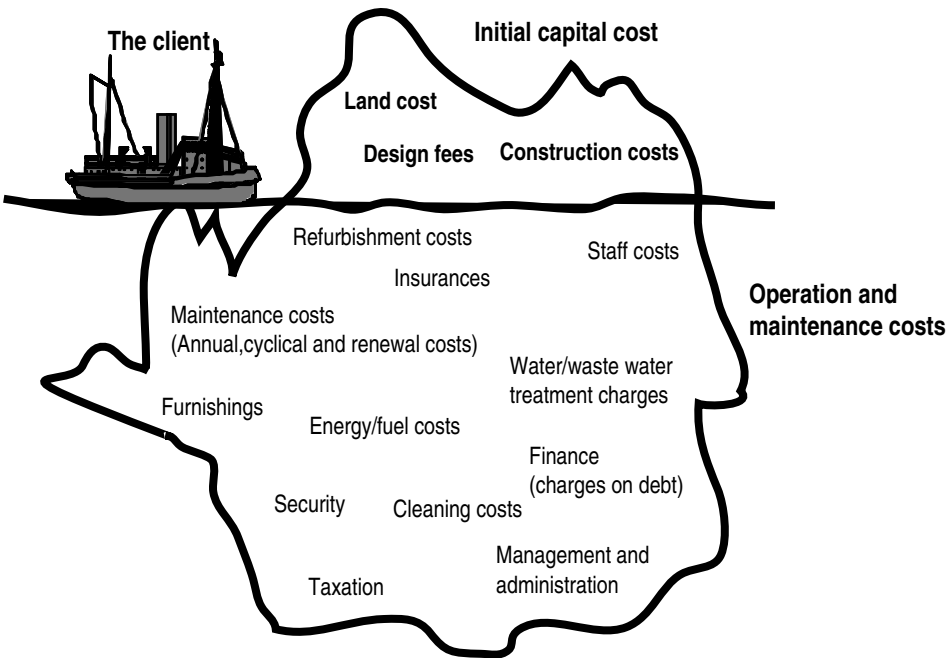 The client
Initial capital cost
Land cost
Design fees
Construction costs
Refurbishment costs
Staff costs
Insurances
Operation and
maintenance costs
Maintenance costs
(Annual,cyclical and renewal costs)
Water/waste water
treatment charges
Furnishings
Energy/fuel costs
Finance
(charges on debt)
Security
Cleaning costs
Management and
administration
Taxation